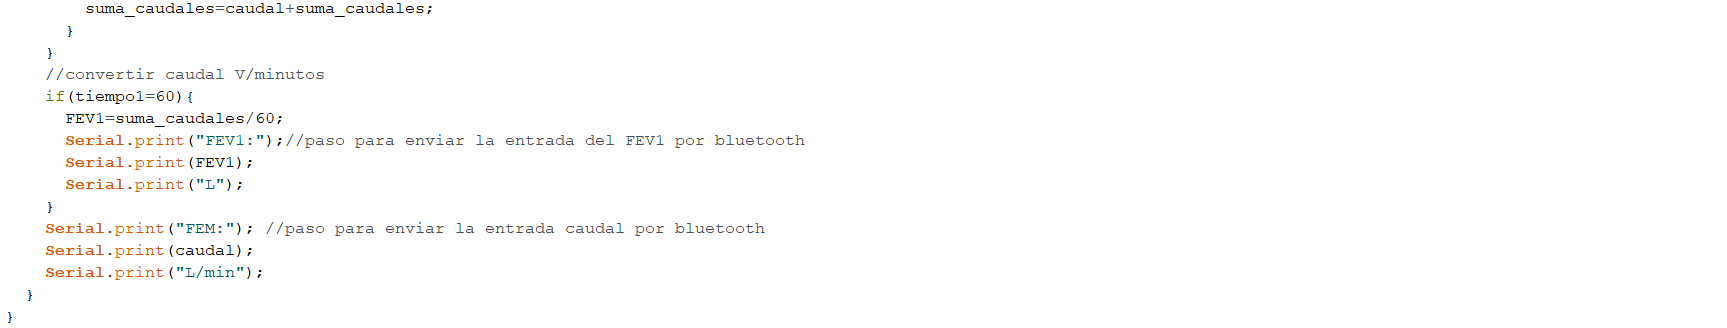 suma_caudales=caudal+suma_caudales;
}
}
//convertir caudal V/minutos
if(tiempo1=60){
FEV1=suma_caudales/60;
Serial.print("FEV1:");//paso para enviar la entrada del FEV1 por bluetooth
Serial.print(FEV1);
Serial.print("L");
}
Serial.print("FEM:"); //paso para enviar la entrada caudal por bluetooth
Serial.print(caudal);
Serial.print("L/min");
}
}